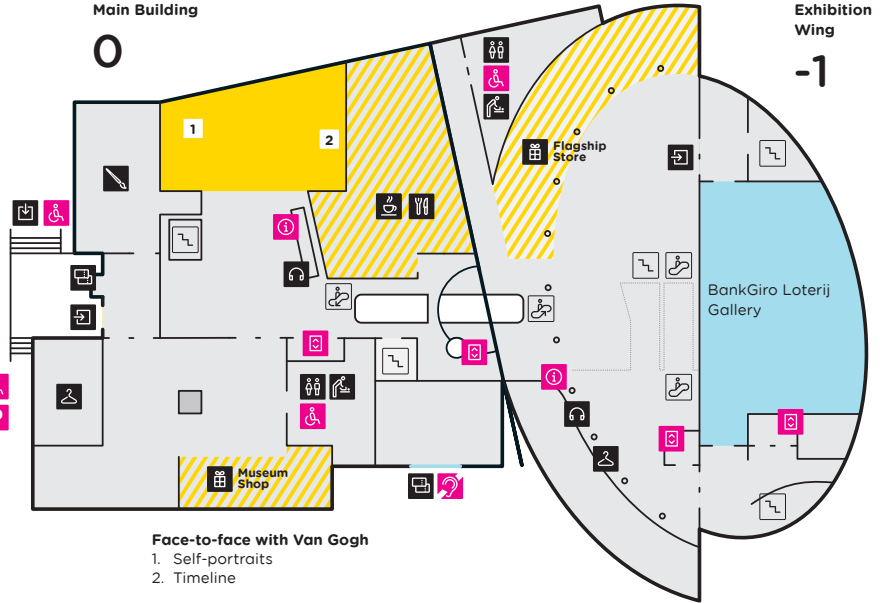 Main Building
0
Exhibition
Wing
-1
1
2
Flagship
Store
BankGiro Loterij
Gallery
Museum
Shop
Face-to-face with Van Gogh
1. Self-portraits
2. Timeline